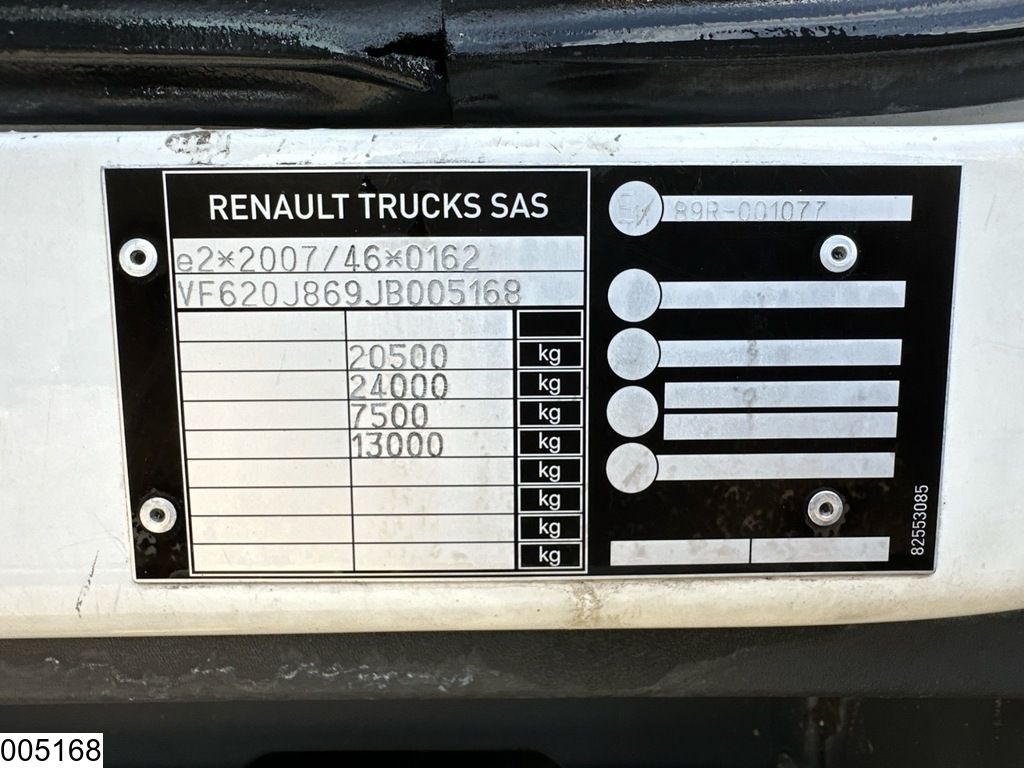 RENAULT TRUCKS SAS
e2*2007/46*0162
VF620J869JB005168
20500 kg
24000 kg
7500 kg
13000 kg
kg
kg
kg
kg
89R-001077
82553085
005168